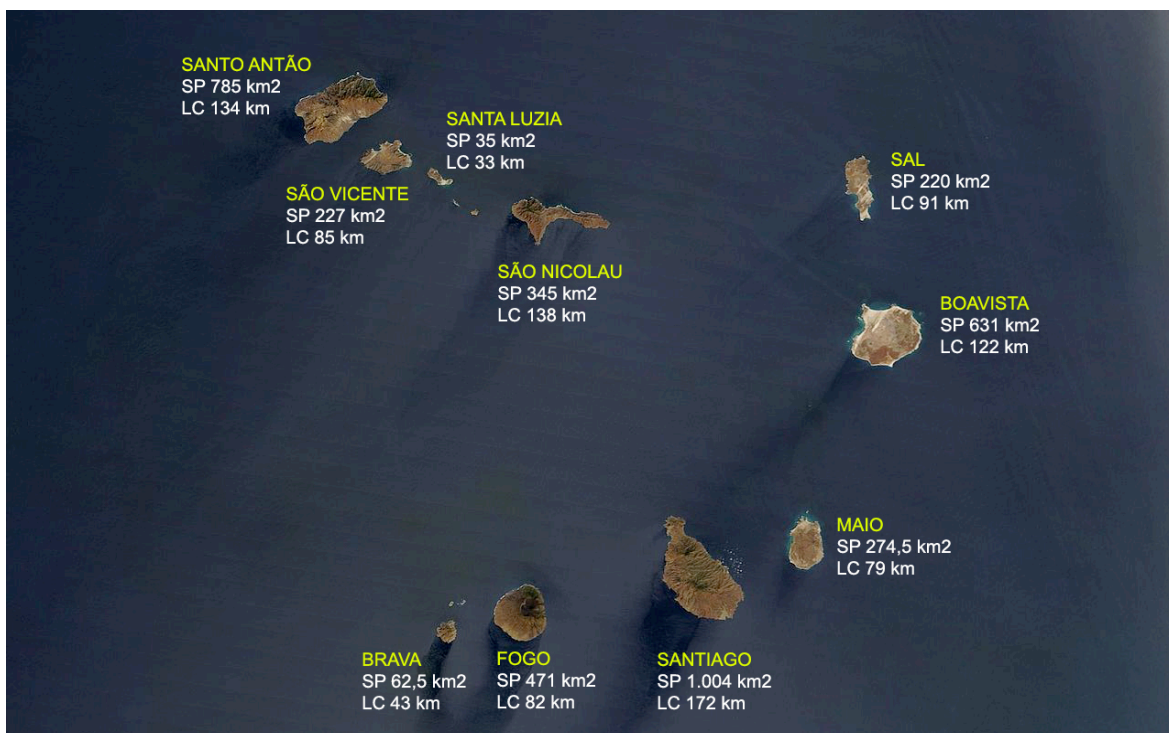 SANTO ANTÃO
SP 785 km2
LC 134 km
SANTA LUZIA
SP 35 km2
LC 33 km
SÃO VICENTE
SP 227 km2
LC 85 km
SAL
SP 220 km2
LC 91 km
SÃO NICOLAU
SP 345 km2
LC 138 km
BOAVISTA
SP 631 km2
LC 122 km
MAIO
SP 274,5 km2
LC 79 km
BRAVA
SP 62,5 km2
LC 43 km
FOGO
SP 471 km2
LC 82 km
SANTIAGO
SP 1.004 km2
LC 172 km